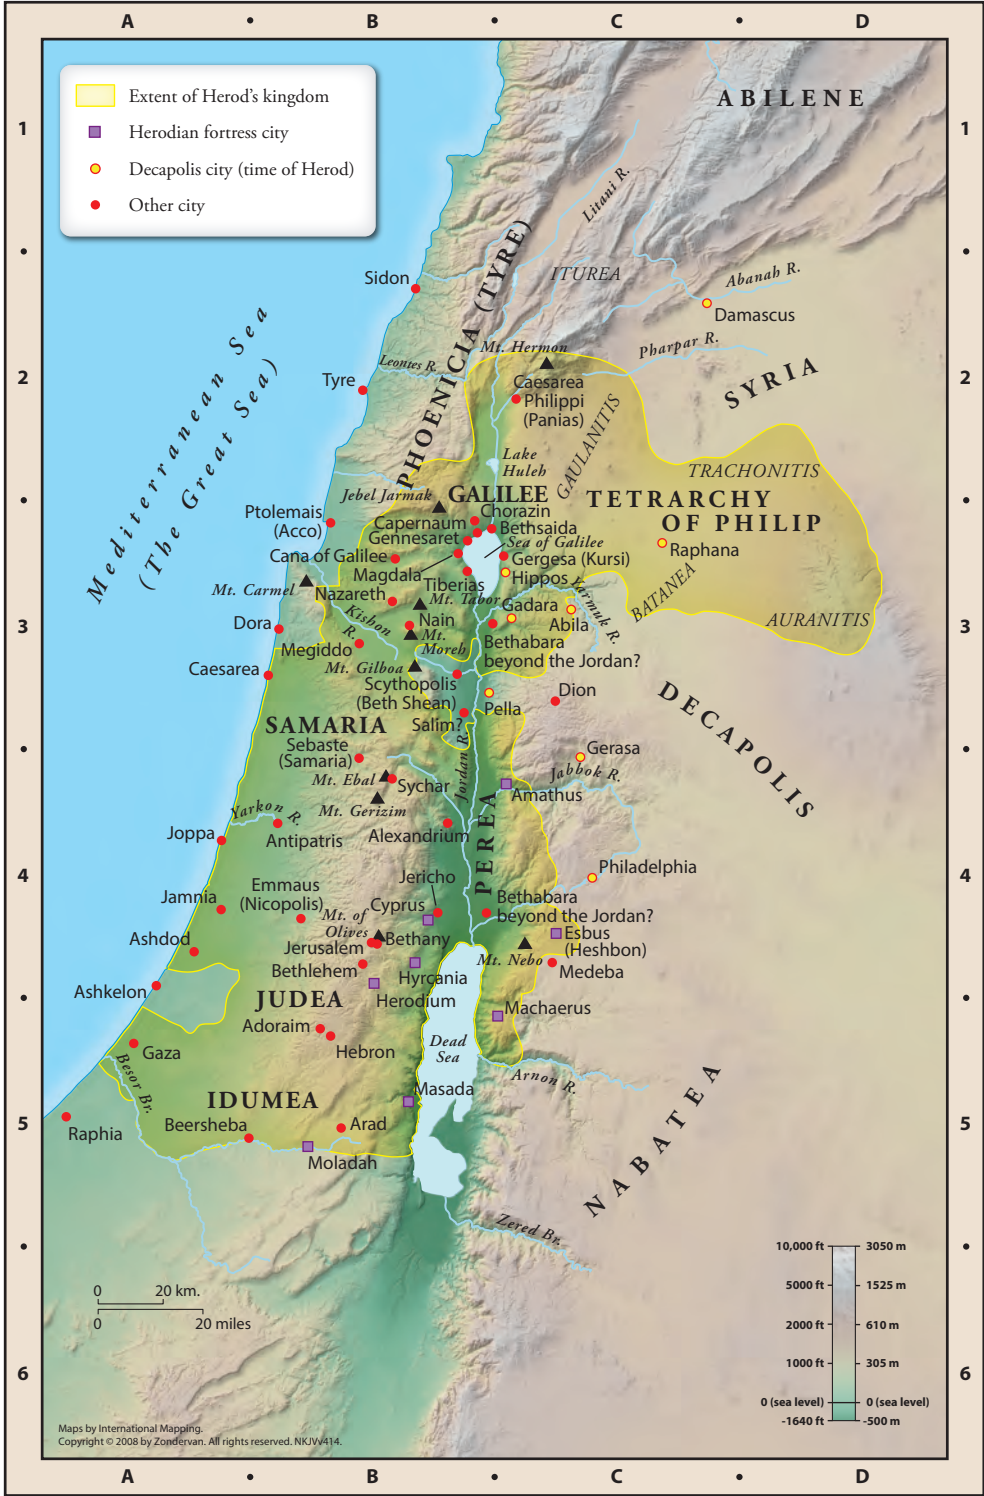 A • B • C • D
Extent of Herod's kingdom
Herodian fortress city
Decapolis city (time of Herod)
Other city
ABILENE
1
1
Litani R.
•
•
PHOENICIA (TYRE)
ITUREA
Sidon
Abanah R.
Damascus
Mediterranean Sea
(The Great Sea)
Mt. Hermon
Pharpar R.
Leontes R.
2
2
Tyre
Caesarea
Philippi
(Panias)
SYRIA
GAULANITIS
Lake
Huleh
TRACHONITIS
Jebel Jarmak
GALILEE
TETRARCHY
OF PHILIP
•
•
Ptolemais
(Acco)
Chorazin
Capernaum
Bethsaida
Gennesaret
Sea of Galilee
Raphana
Cana of Galilee
Gergesa (Kursi)
Magdala
Hippos
Tiberias
Mt. Carmel
Nazareth
Mt. Tabor
Yarmuk R.
BATANEA
Gadara
Abila
AURANITIS
Kishon
R.
Nain
Dora
3
3
Mt.
Moreh
Bethabara
beyond the Jordan?
Megiddo
Mt. Gilboa
Caesarea
Scythopolis
(Beth Shean)
Dion
Pella
DECAPOLIS
SAMARIA
Salim?
Jordan R.
Sebaste
(Samaria)
Gerasa
•
•
Mt. Ebal
Sychar
Jabbok R.
Amathus
Mt. Gerizim
Yarkon R.
Joppa
Antipatris
Alexandrium
PEREA
4
4
Philadelphia
Jericho
Emmaus
(Nicopolis)
Jamnia
Cyprus
Bethabara
beyond the Jordan?
Mt. of
Olives
Ashdod
Jerusalem
Bethany
Esbus
(Heshbon)
Mt. Nebo
Medeba
Bethlehem
Hyrcania
Ashkelon
JUDEA
Herodium
•
•
Machaerus
Adoraim
Hebron
Dead
Sea
Gaza
Besor Br.
Arnon R.
NABATEA
Masada
IDUMEA
5
5
Raphia
Beersheba
Arad
Moladah
Zered Br.
•
•
10,000 ft 3050 m
5000 ft 1525 m
2000 ft 610 m
1000 ft 305 m
0 (sea level) 0 (sea level)
-1640 ft -500 m
0 20 km.
0 20 miles
6
6
Maps by International Mapping.
Copyright © 2008 by Zondervan. All rights reserved. NKJVv414.
A • B • C • D